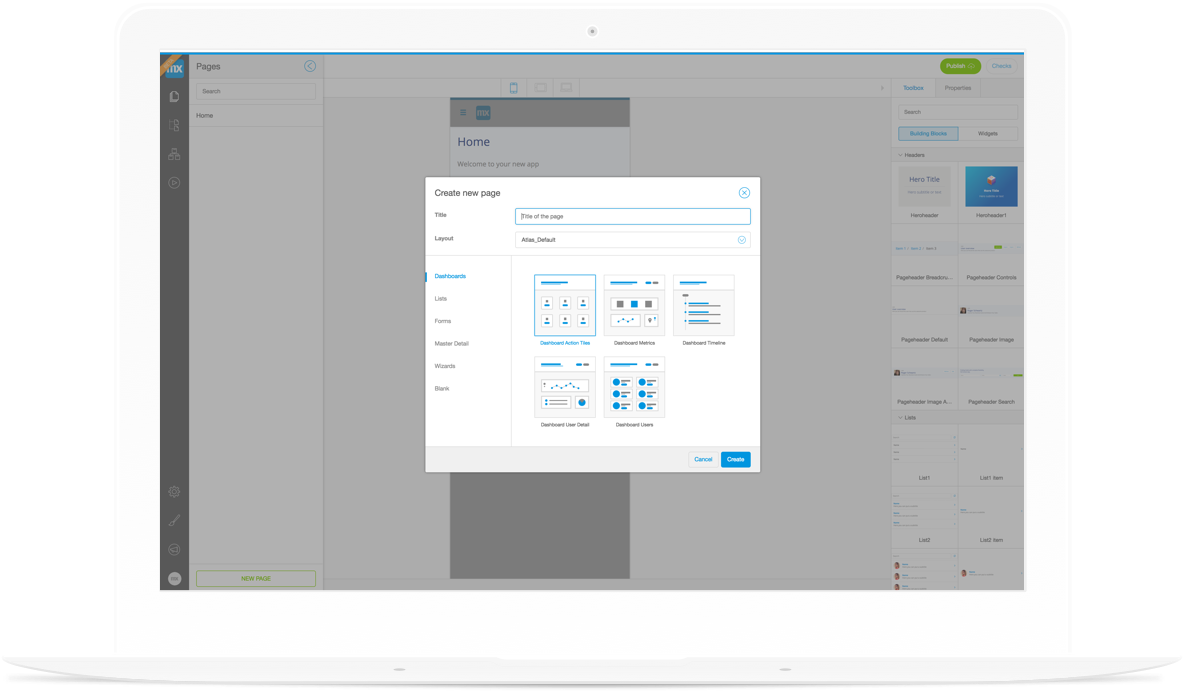 mx
Pages
Search
Home
NEW PAGE
mx
Home
Welcome to your new app
Create new page
Title
Title of the page
Layout
Atlas_Default
Dashboards
Lists
Forms
Master Detail
Wizards
Blank
Dashboard Action Tiles
Dashboard Metrics
Dashboard Timeline
Dashboard User Detail
Dashboard Users
Cancel
Create
Publish
Checks
Toolbox
Properties
Search
Building Blocks
Widgets
Headers
Hero Title
Heroheader
Hero Title
Heroheader1
Pageheader Breadcru...
Pageheader Controls
Pageheader Default
Pageheader Image
Pageheader Image A...
Pageheader Search
Lists
List1
List1 Item
List2
List2 Item